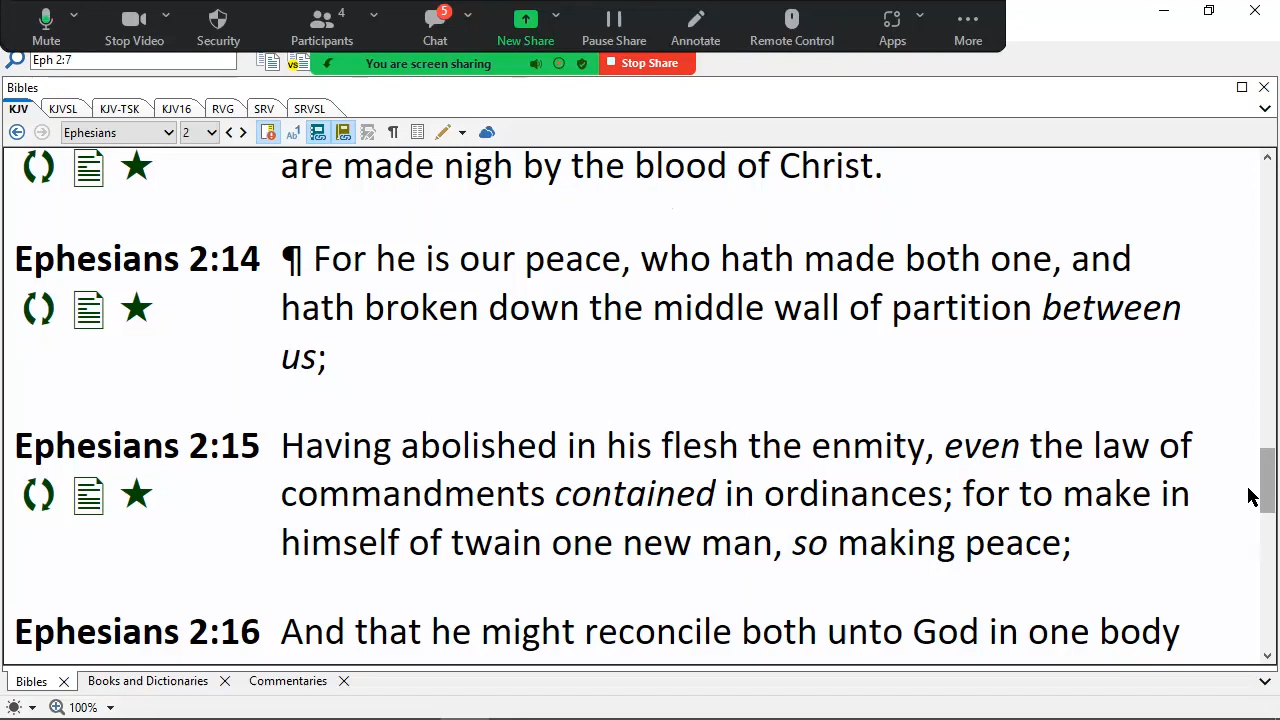 4
5
Mute
Stop Video
Security
Participants
Chat
New Share
Pause Share
Annotate
Remote Control
Apps
More
Eph 2:7
VS
You are screen sharing
Stop Share
Bibles
KJV KJVSL KJV-TSK KJV16 RVG SRV SRVSL
Ephesians 2
are made nigh by the blood of Christ.
Ephesians 2:14 ¶ For he is our peace, who hath made both one, and
hath broken down the middle wall of partition between
us;
Ephesians 2:15 Having abolished in his flesh the enmity, even the law of
commandments contained in ordinances; for to make in
himself of twain one new man, so making peace;
Ephesians 2:16 And that he might reconcile both unto God in one body
Bibles Books and Dictionaries Commentaries
100%